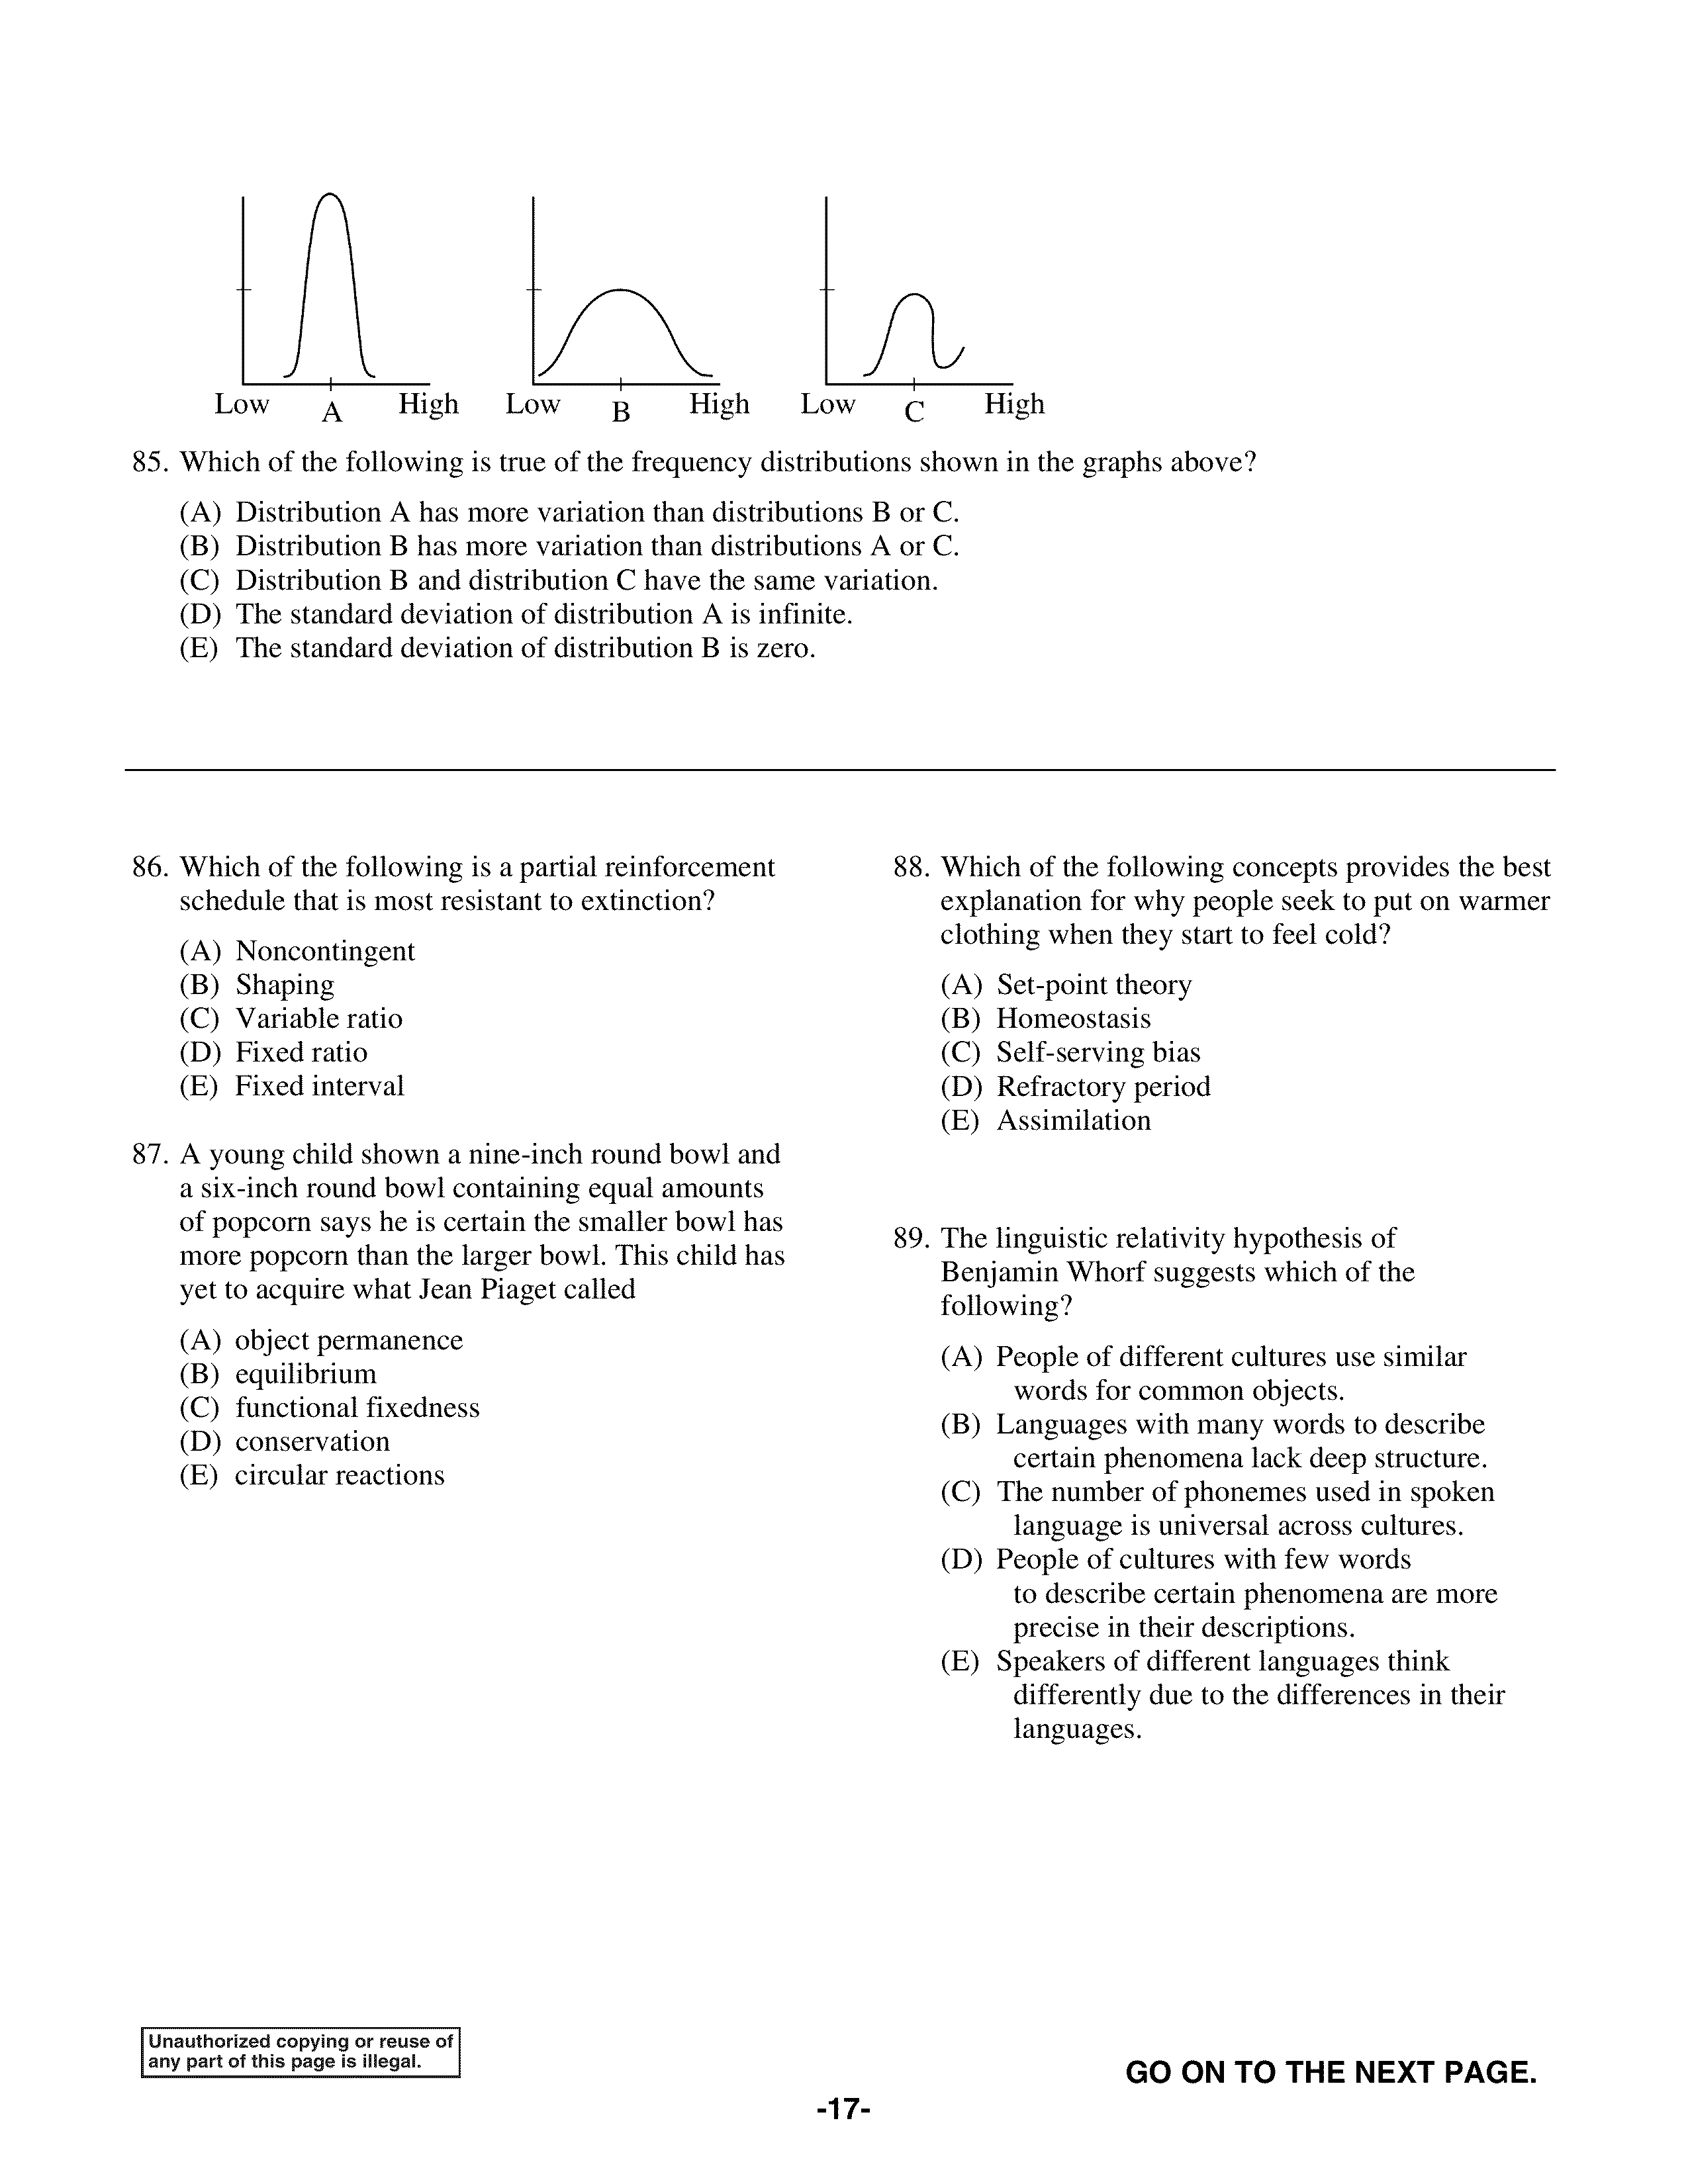 Low A High Low B High Low C High
85. Which of the following is true of the frequency distributions shown in the graphs above?
(A) Distribution A has more variation than distributions B or C.
(B) Distribution B has more variation than distributions A or C.
(C) Distribution B and distribution C have the same variation.
(D) The standard deviation of distribution A is infinite.
(E) The standard deviation of distribution B is zero.
86. Which of the following is a partial reinforcement
schedule that is most resistant to extinction?
(A) Noncontingent
(B) Shaping
(C) Variable ratio
(D) Fixed ratio
(E) Fixed interval
87. A young child shown a nine-inch round bowl and
a six-inch round bowl containing equal amounts
of popcorn says he is certain the smaller bowl has
more popcorn than the larger bowl. This child has
yet to acquire what Jean Piaget called
(A) object permanence
(B) equilibrium
(C) functional fixedness
(D) conservation
(E) circular reactions
88. Which of the following concepts provides the best
explanation for why people seek to put on warmer
clothing when they start to feel cold?
(A) Set-point theory
(B) Homeostasis
(C) Self-serving bias
(D) Refractory period
(E) Assimilation
89. The linguistic relativity hypothesis of
Benjamin Whorf suggests which of the
following?
(A) People of different cultures use similar
words for common objects.
(B) Languages with many words to describe
certain phenomena lack deep structure.
(C) The number of phonemes used in spoken
language is universal across cultures.
(D) People of cultures with few words
to describe certain phenomena are more
precise in their descriptions.
(E) Speakers of different languages think
differently due to the differences in their
languages.
Unauthorized copying or reuse of
any part of this page is illegal.
GO ON TO THE NEXT PAGE.
-17-